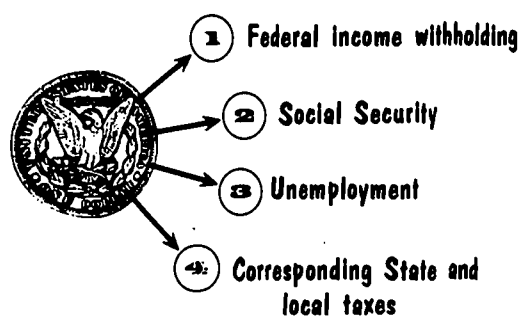 1 Federal income withholding
2 Social Security
3 Unemployment
4 Corresponding State and
local taxes